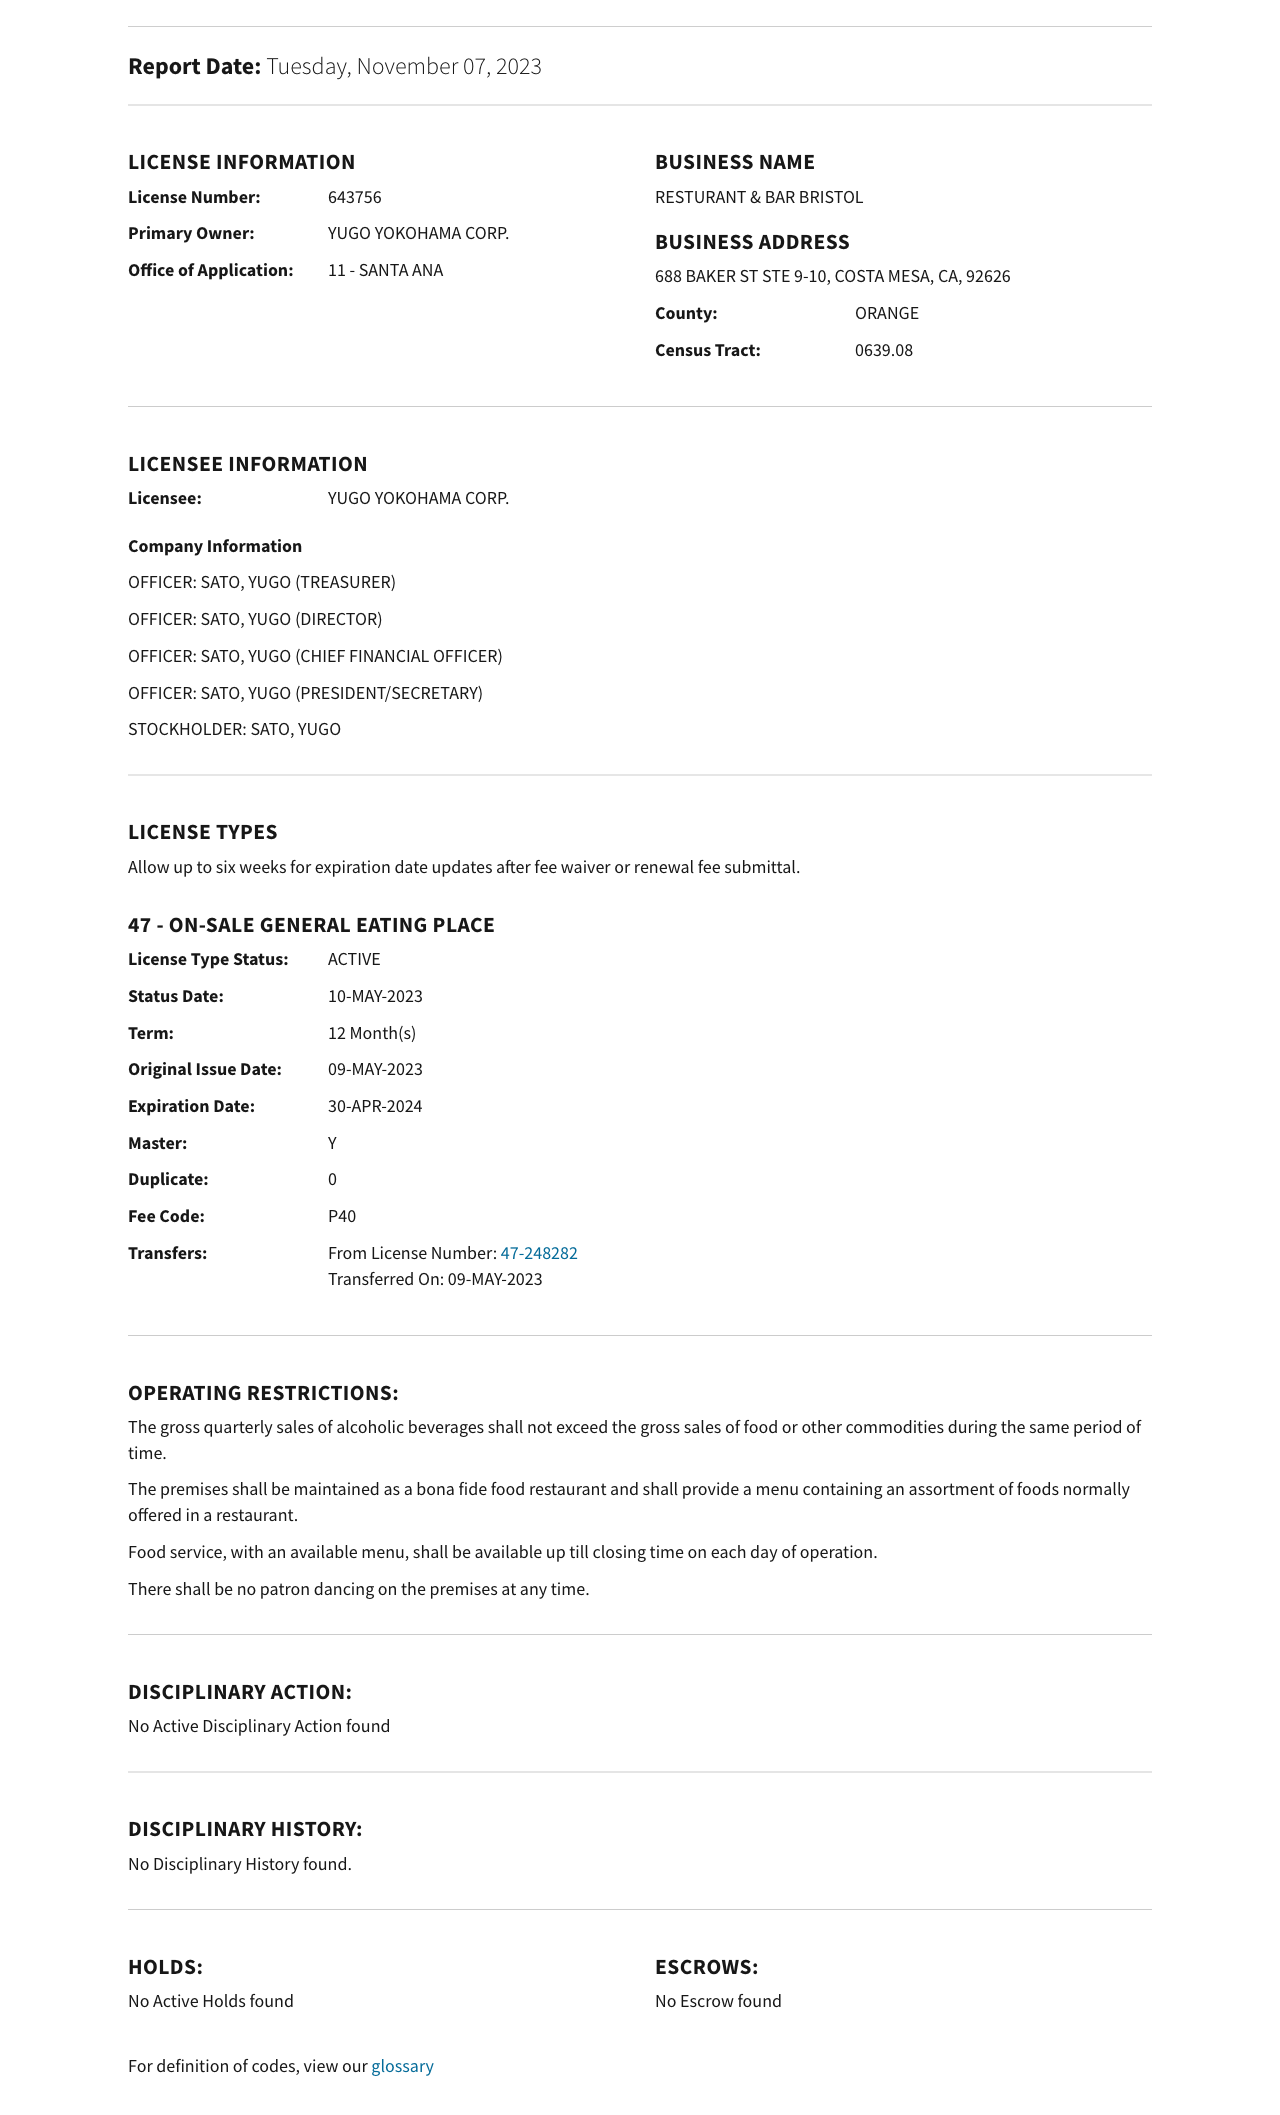 Report Date: Tuesday, November 07, 2023
LICENSE INFORMATION
License Number: 643756
Primary Owner: YUGO YOKOHAMA CORP.
Office of Application: 11 - SANTA ANA
BUSINESS NAME
RESTURANT & BAR BRISTOL
BUSINESS ADDRESS
688 BAKER ST STE 9-10, COSTA MESA, CA, 92626
County: ORANGE
Census Tract: 0639.08
LICENSEE INFORMATION
Licensee: YUGO YOKOHAMA CORP.
Company Information
OFFICER: SATO, YUGO (TREASURER)
OFFICER: SATO, YUGO (DIRECTOR)
OFFICER: SATO, YUGO (CHIEF FINANCIAL OFFICER)
OFFICER: SATO, YUGO (PRESIDENT/SECRETARY)
STOCKHOLDER: SATO, YUGO
LICENSE TYPES
Allow up to six weeks for expiration date updates after fee waiver or renewal fee submittal.
47 - ON-SALE GENERAL EATING PLACE
License Type Status: ACTIVE
Status Date: 10-MAY-2023
Term: 12 Month(s)
Original Issue Date: 09-MAY-2023
Expiration Date: 30-APR-2024
Master: Y
Duplicate: 0
Fee Code: P40
Transfers: From License Number: 47-248282
Transferred On: 09-MAY-2023
OPERATING RESTRICTIONS:
The gross quarterly sales of alcoholic beverages shall not exceed the gross sales of food or other commodities during the same period of
time.
The premises shall be maintained as a bona fide food restaurant and shall provide a menu containing an assortment of foods normally
offered in a restaurant.
Food service, with an available menu, shall be available up till closing time on each day of operation.
There shall be no patron dancing on the premises at any time.
DISCIPLINARY ACTION:
No Active Disciplinary Action found
DISCIPLINARY HISTORY:
No Disciplinary History found.
HOLDS:
No Active Holds found
ESCROWS:
No Escrow found
For definition of codes, view our glossary